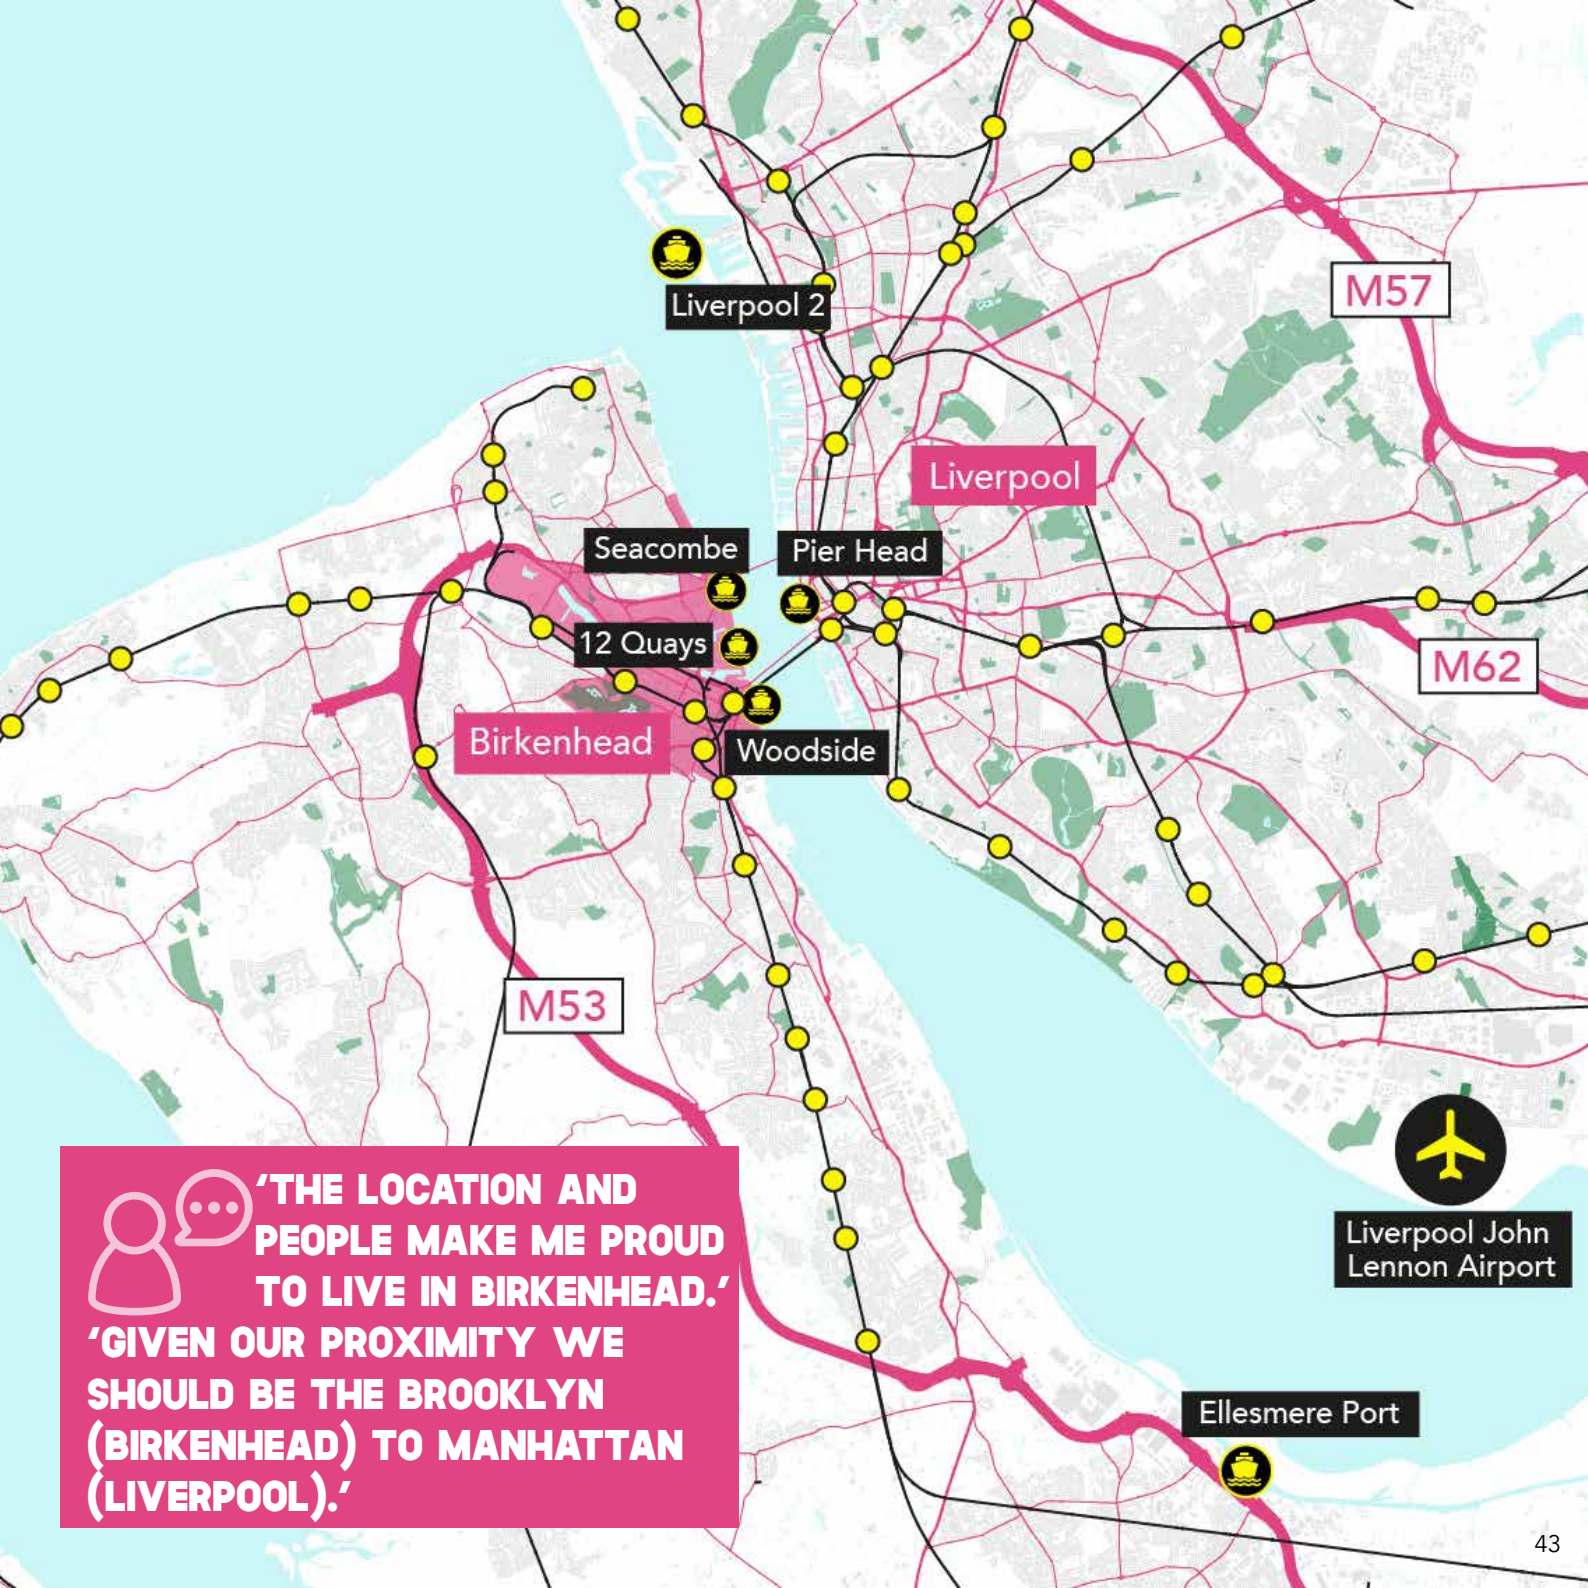 M57
Liverpool 2
Liverpool
Seacombe
Pier Head
12 Quays
M62
Birkenhead
Woodside
M53
‘THE LOCATION AND
PEOPLE MAKE ME PROUD
TO LIVE IN BIRKENHEAD.’
‘GIVEN OUR PROXIMITY WE
SHOULD BE THE BROOKLYN
(BIRKENHEAD) TO MANHATTAN
(LIVERPOOL).’
Liverpool John
Lennon Airport
Ellesmere Port
43